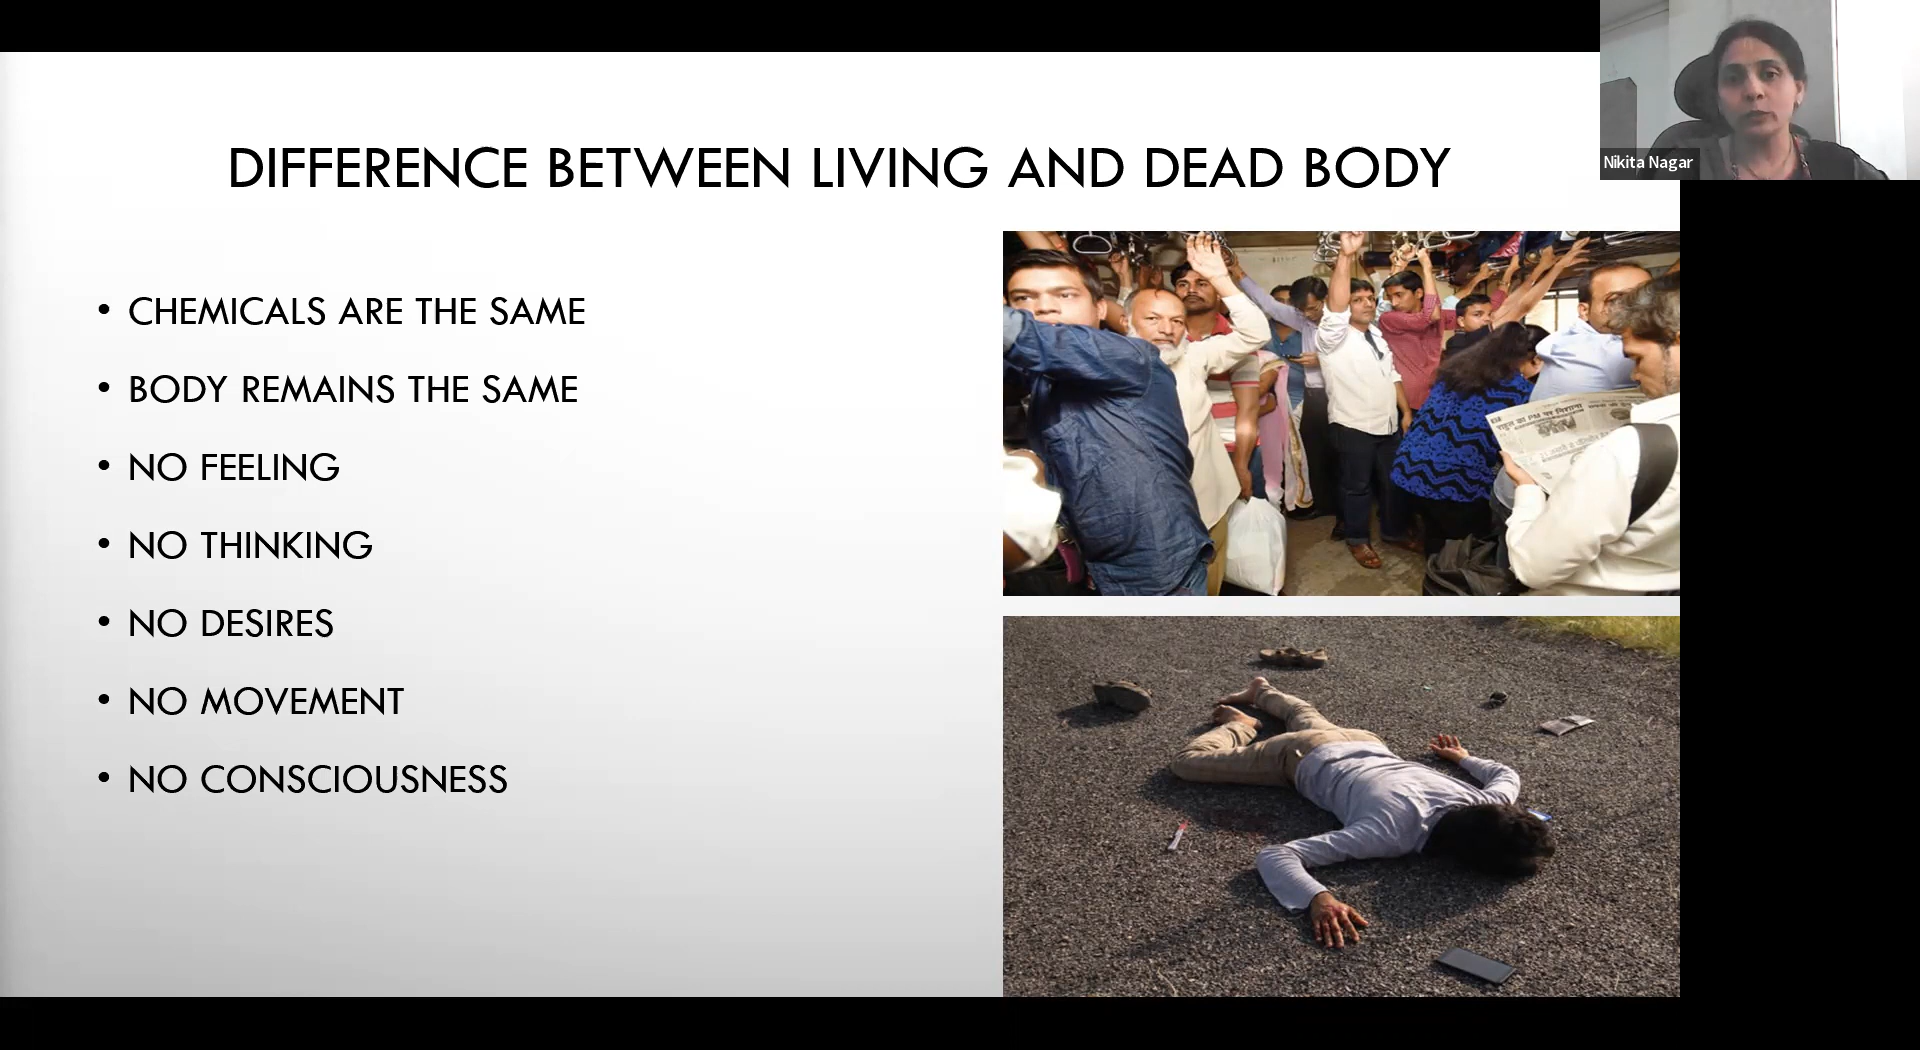 DIFFERENCE BETWEEN LIVING AND DEAD BODY
Nikita Nagar
• CHEMICALS ARE THE SAME
• BODY REMAINS THE SAME
• NO FEELING
• NO THINKING
• NO DESIRES
• NO MOVEMENT
• NO CONSCIOUSNESS